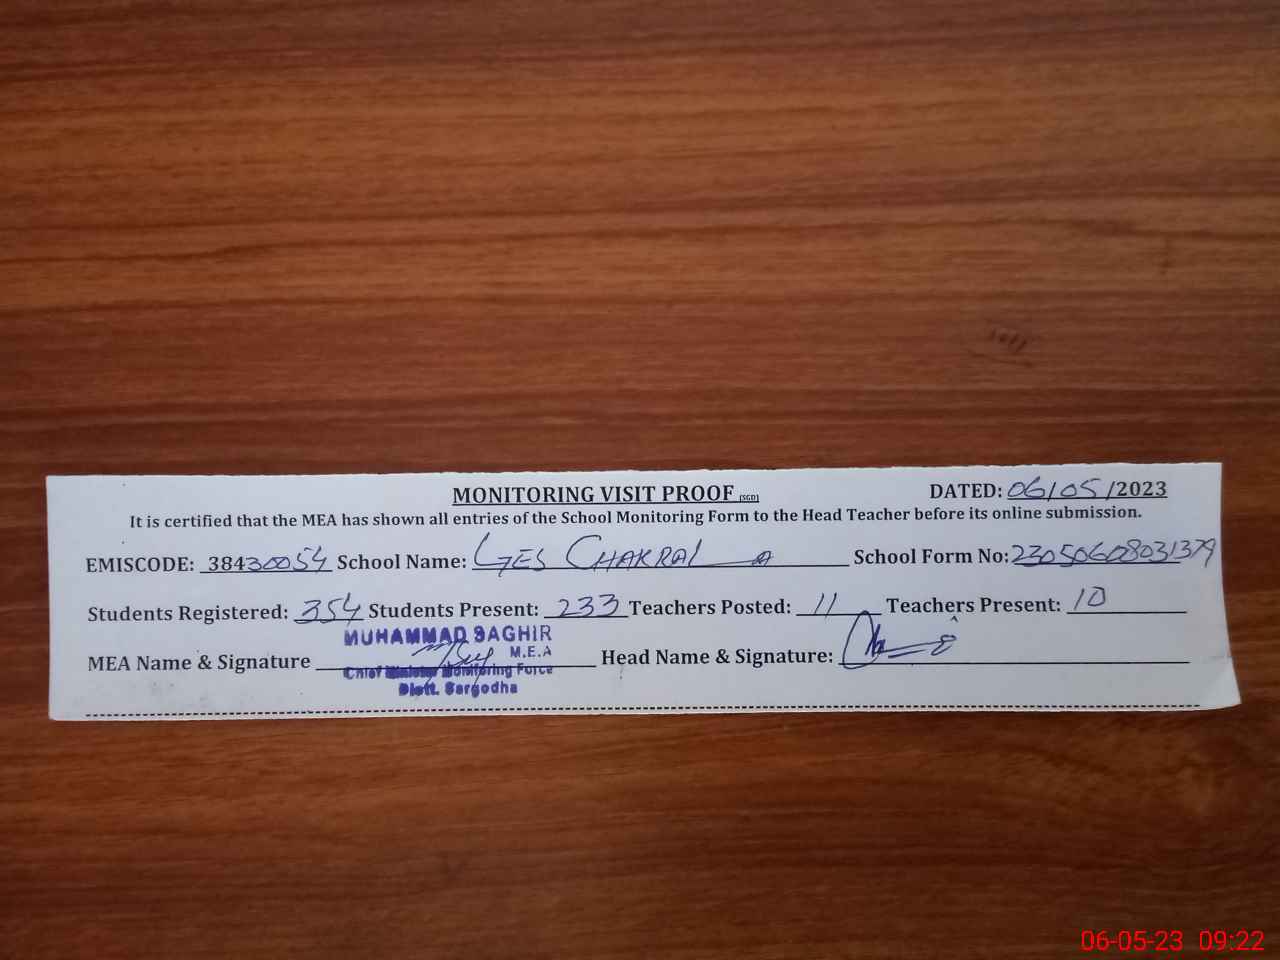 MONITORING VISIT PROOF (SGD) DATED: 06/05/2023
It is certified that the MEA has shown all entries of the School Monitoring Form to the Head Teacher before its online submission.
EMISCODE: 38430054 School Name: GES CHAKRALA School Form No: 23050608031379
Students Registered: 354 Students Present: 233 Teachers Posted: 11 Teachers Present: 10
MUHAMMAD SAGHIR
M.E.A
MEA Name & Signature Head Name & Signature:
Chief Minister Monitoring Force
Distt. Sargodha
06-05-23 09:22